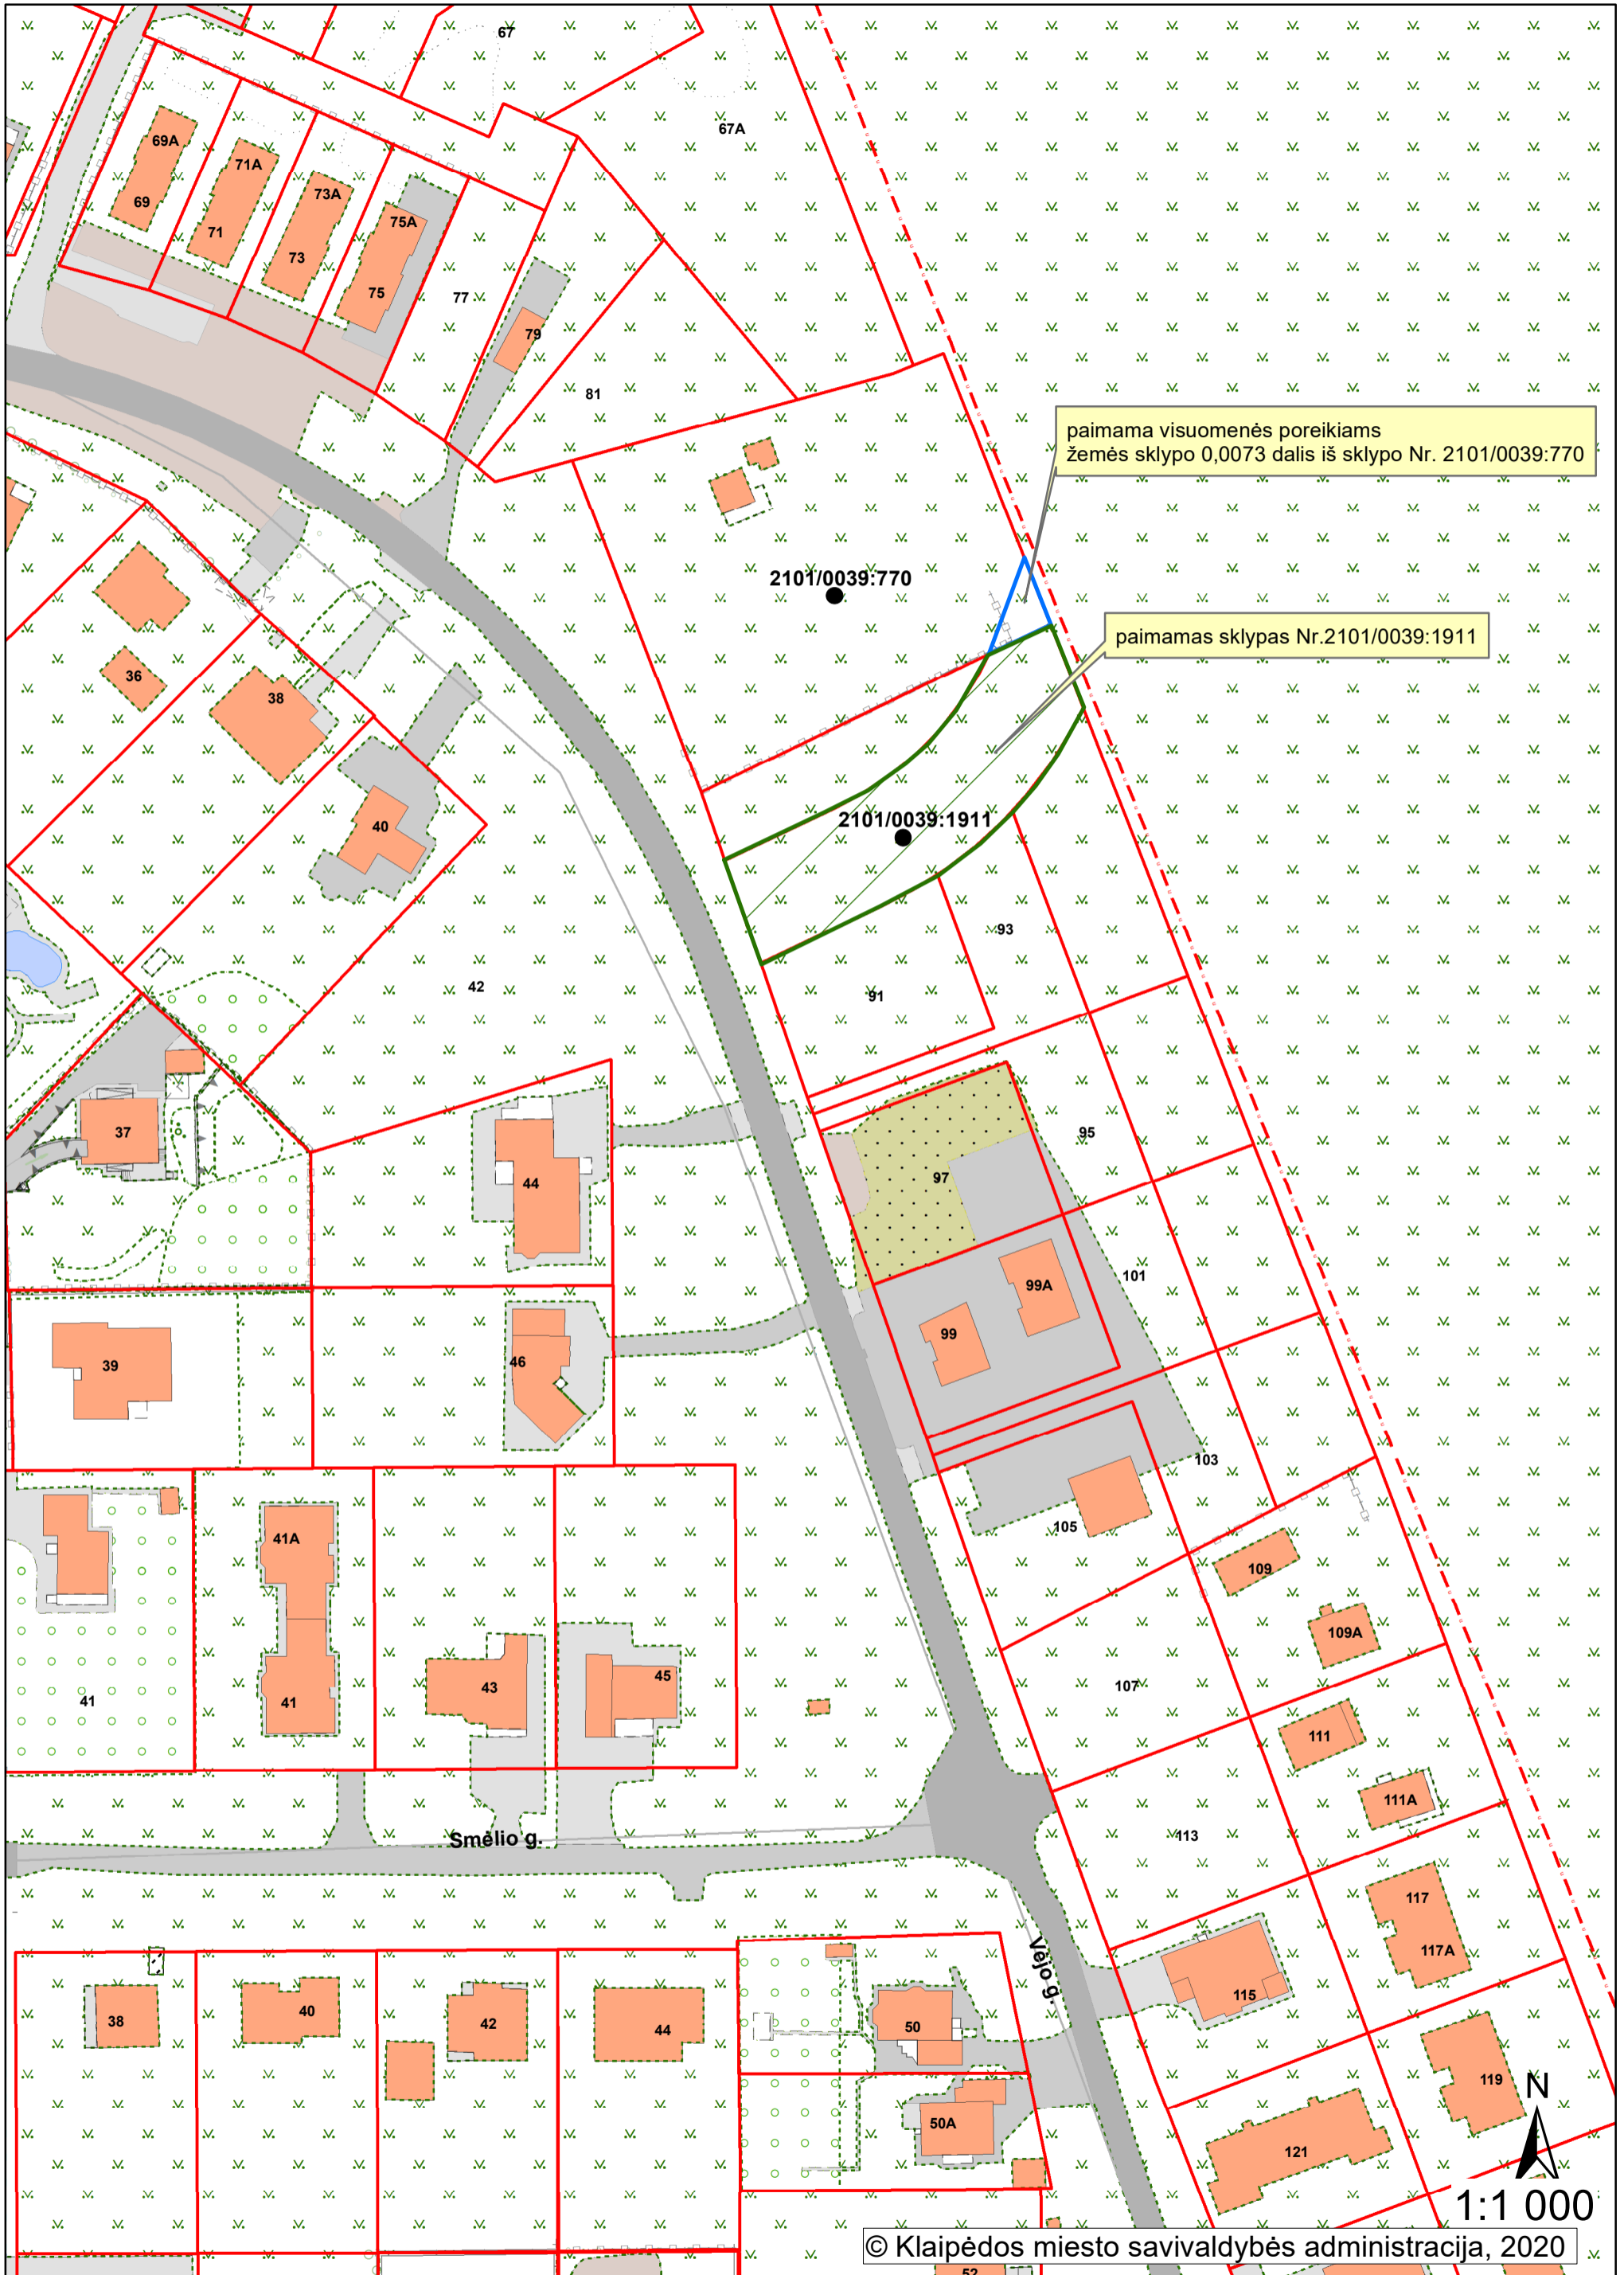 67
67A
69A
71A
73A
75A
69
71
73
75
77
79
81
paimama visuomenės poreikiams
žemės sklypo 0,0073 dalis iš sklypo Nr. 2101/0039:770
2101/0039:770
paimamas sklypas Nr.2101/0039:1911
36
38
40
2101/0039:1911
93
42
91
37
95
44
97
101
99A
99
39
46
103
105
41A
109
109A
45
43
107
41
41
111
111A
Smėlio g.
113
117
117A
Vėjo g.
115
38
40
42
44
50
119
N
50A
121
1:1 000
© Klaipėdos miesto savivaldybės administracija, 2020
52